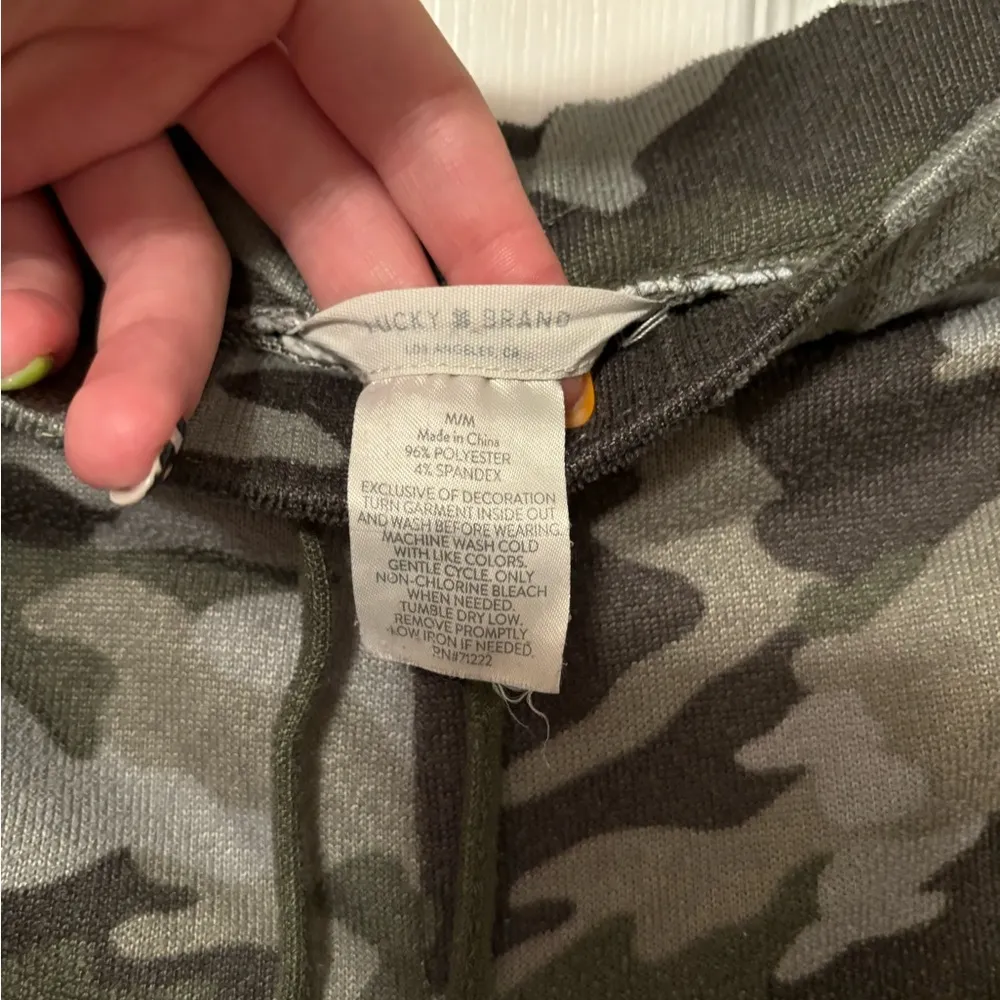 LUCKY BRAND
LOS ANGELES, CA
M/M
Made in China
96% POLYESTER
4% SPANDEX
EXCLUSIVE OF DECORATION
TURN GARMENT INSIDE OUT
AND WASH BEFORE WEARING.
MACHINE WASH COLD
WITH LIKE COLORS.
GENTLE CYCLE. ONLY
NON-CHLORINE BLEACH
WHEN NEEDED.
TUMBLE DRY LOW.
REMOVE PROMPTLY
LOW IRON IF NEEDED.
RN#71222